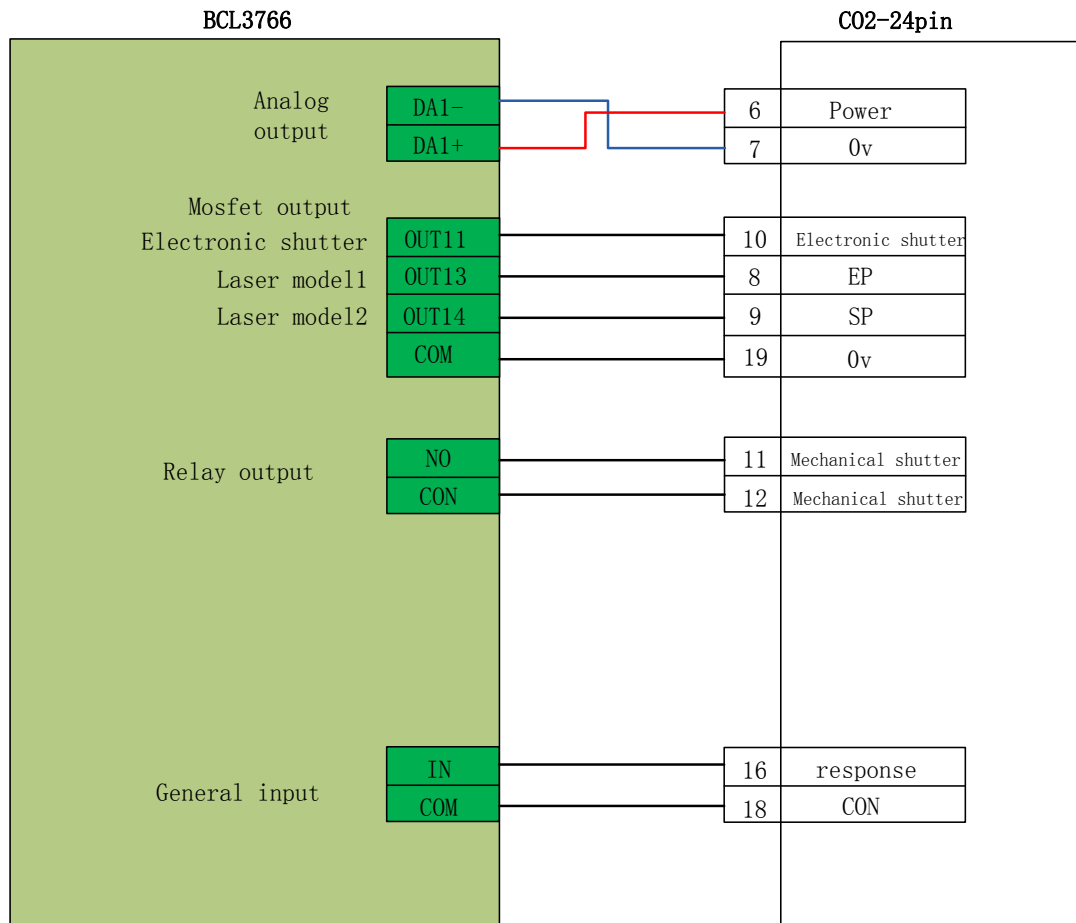 BCL3766
CO2-24pin
Analog
output
DA1-
DA1+
6 Power
7 0v
Mosfet output
Electronic shutter
OUT11
10 Electronic shutter
Laser model1
OUT13
8 EP
Laser model2
OUT14
9 SP
COM
19 0v
Relay output
NO
CON
11 Mechanical shutter
12 Mechanical shutter
General input
IN
COM
16 response
18 CON